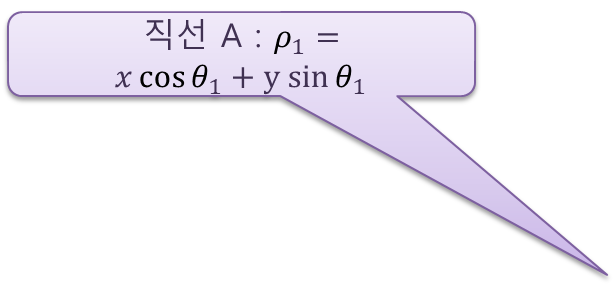 직선 A : ρ₁ =
x cos θ₁ + y sin θ₁